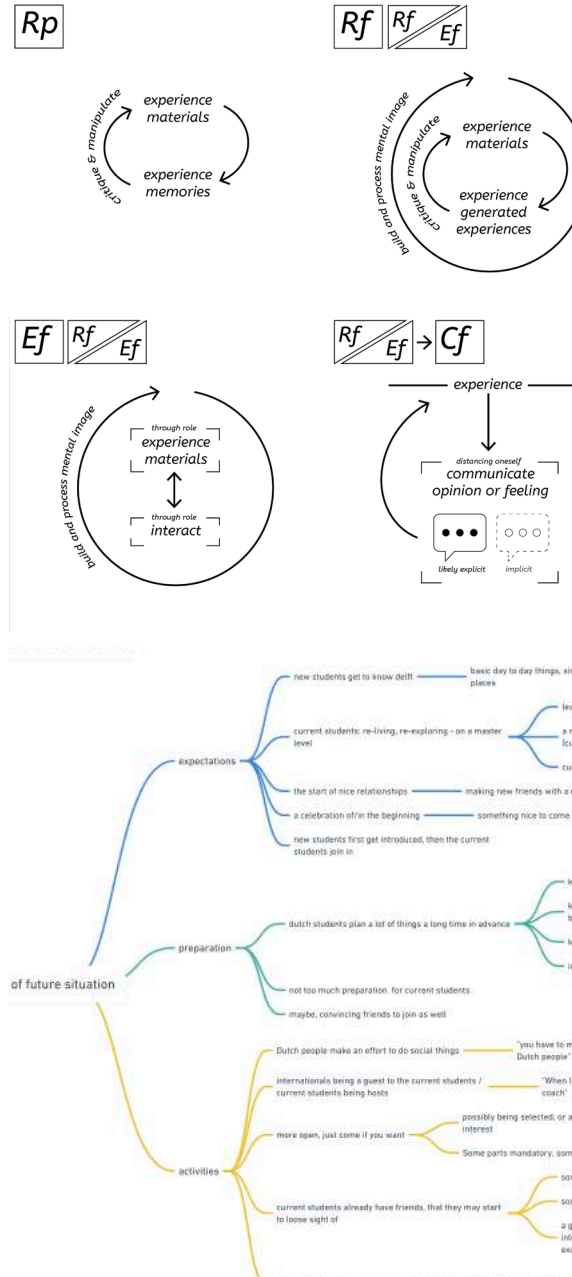 Rp
Rf Rf Ef
critique & manipulate
experience
materials
experience
memories
build and process mental image
critique & manipulate
experience
materials
experience
generated
experiences
Ef Rf Ef
Rf Ef Cf
build and process mental image
through role
experience
materials
through role
interact
experience
distancing oneself
communicate
opinion or feeling
likely explicit
implicit
of future situation
expectations
new students get to know delft
basic day to day things,
places
current students: re-living, re-exploring - on a master
level
the start of nice relationships
making new friends with a
a celebration of/in the beginning
something nice to come
new students first get introduced, then the current
students join in
preparation
dutch students plan a lot of things a long time in advance
not too much preparation for current students
maybe, convincing friends to join as well
activities
Dutch people make an effort to do social things
"you have to
Dutch people"
internationals being a guest to the current students /
current students being hosts
"When I
coach"
more open, just come if you want
possibly being selected, or
interest
Some parts mandatory,
current students already have friends, that they may start
to loose sight of